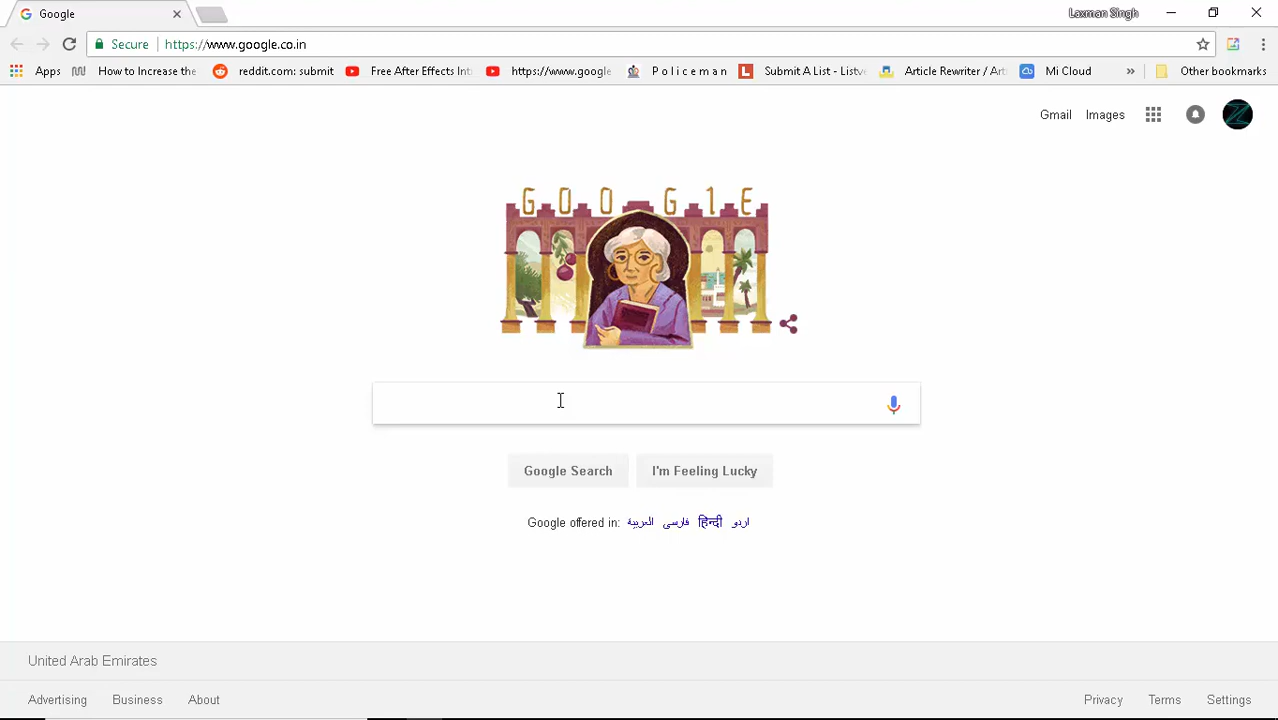 Google
Laxman Singh
Secure https://www.google.co.in
Apps How to Increase the reddit.com: submit Free After Effects Int https://www.google P o l i c e m a n Submit A List - Listv Article Rewriter / Art Mi Cloud » Other bookmarks
Gmail Images
GOOGLE
Google Search I'm Feeling Lucky
Google offered in: العربية فارسی हिन्दी اردو
United Arab Emirates
Advertising Business About Privacy Terms Settings